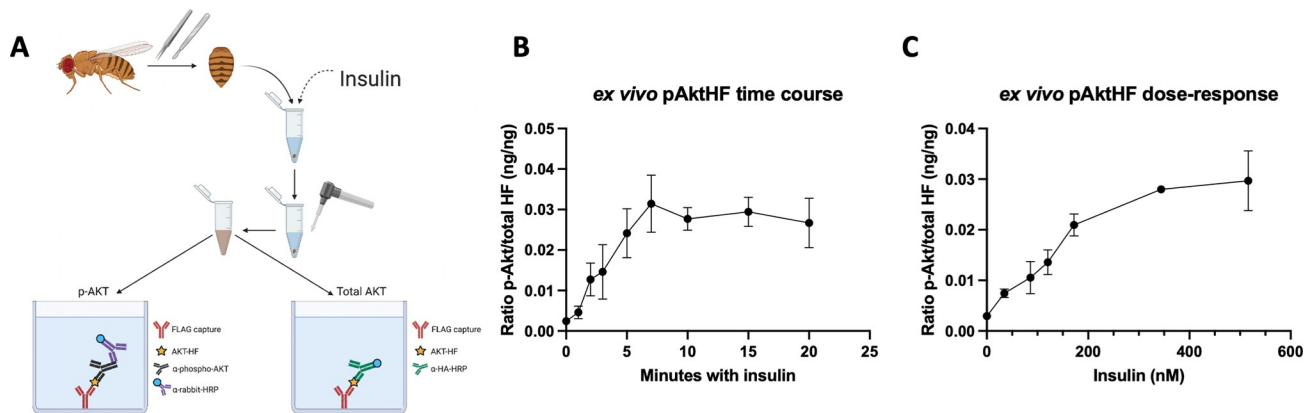 A
Insulin
p-AKT
FLAG capture
AKT-HF
α-phospho-AKT
α-rabbit-HRP
Total AKT
FLAG capture
AKT-HF
α-HA-HRP
B
ex vivo pAktHF time course
Ratio p-Akt/total HF (ng/ng)
0.05
0.04
0.03
0.02
0.01
0.00
0 5 10 15 20 25
Minutes with insulin
C
ex vivo pAktHF dose-response
Ratio p-Akt/total HF (ng/ng)
0.04
0.03
0.02
0.01
0.00
0 200 400 600
Insulin (nM)